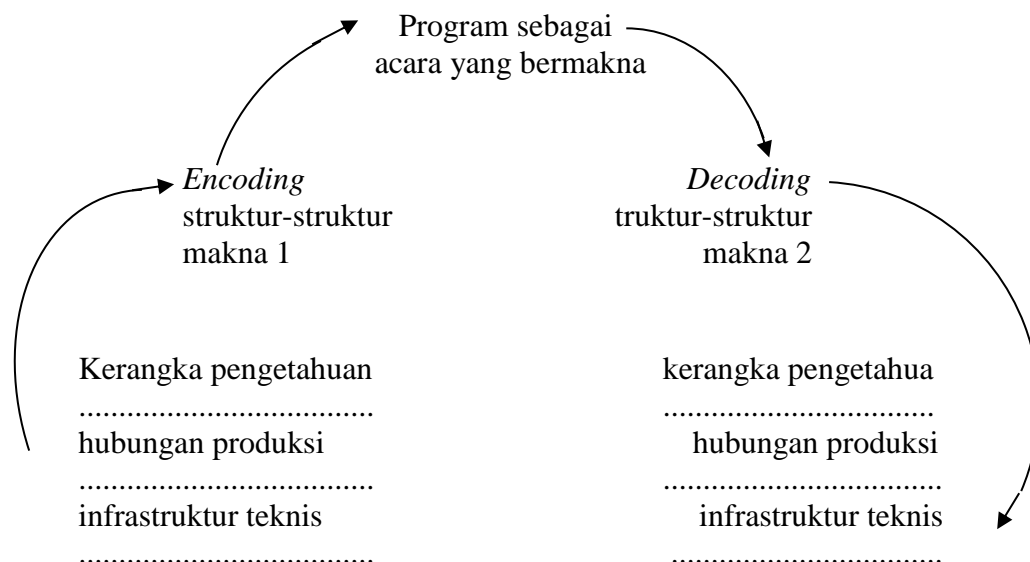 Program sebagai
acara yang bermakna
Encoding
struktur-struktur
makna 1
Decoding
truktur-struktur
makna 2
Kerangka pengetahuan
.....................................
hubungan produksi
.....................................
infrastruktur teknis
.....................................
kerangka pengetahua
..................................
hubungan produksi
...................................
infrastruktur teknis
..................................